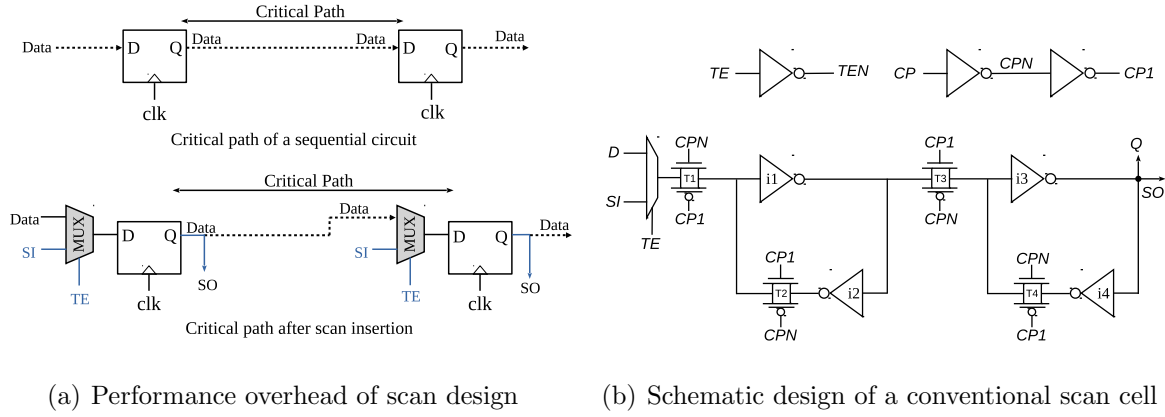 Critical Path
Data D Q Data Data D Q Data
clk clk
Critical path of a sequential circuit
Critical Path
Data MUX D Q Data Data MUX D Q Data
SI SI
TE clk SO TE clk SO
Critical path after scan insertion
(a) Performance overhead of scan design
TE TEN CP CPN CP1
D CPN CP1 Q
T1 i1 T3 i3
SI CP1 CPN SO
TE
CP1 CPN
T2 i2 T4 i4
CPN CP1
(b) Schematic design of a conventional scan cell